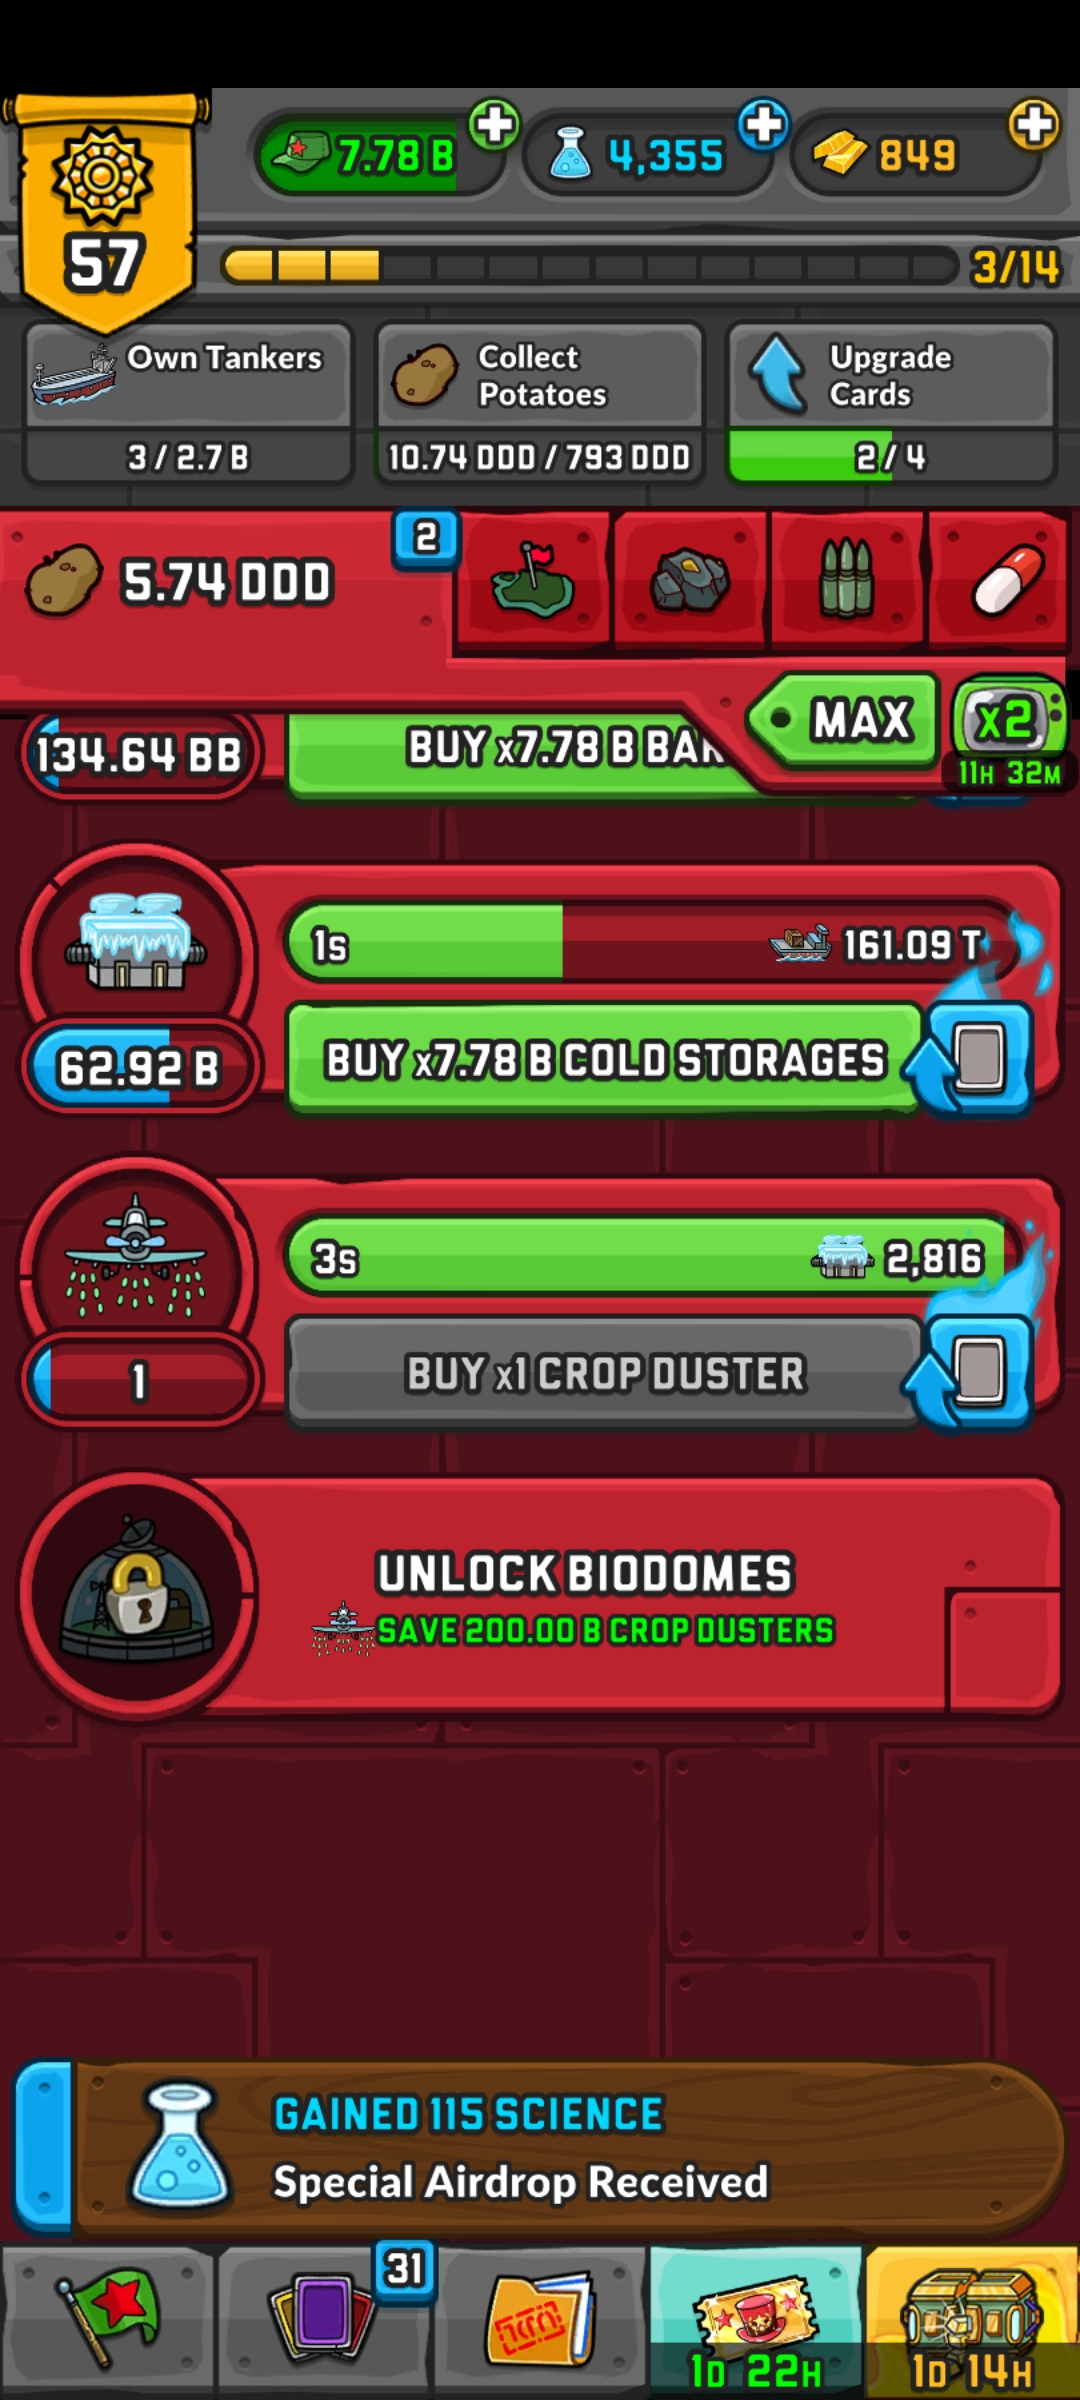 7.78 B
4,355
849
57
3/14
Own Tankers
3 / 2.7 B
Collect
Potatoes
10.74 DDD / 793 DDD
Upgrade
Cards
2 / 4
5.74 DDD
2
MAX
x2
11H 32M
134.64 BB
BUY x7.78 B BAR
1s
161.09 T
62.92 B
BUY x7.78 B COLD STORAGES
3s
2,816
1
BUY x1 CROP DUSTER
UNLOCK BIODOMES
SAVE 200.00 B CROP DUSTERS
GAINED 115 SCIENCE
Special Airdrop Received
31
1D 22H
1D 14H